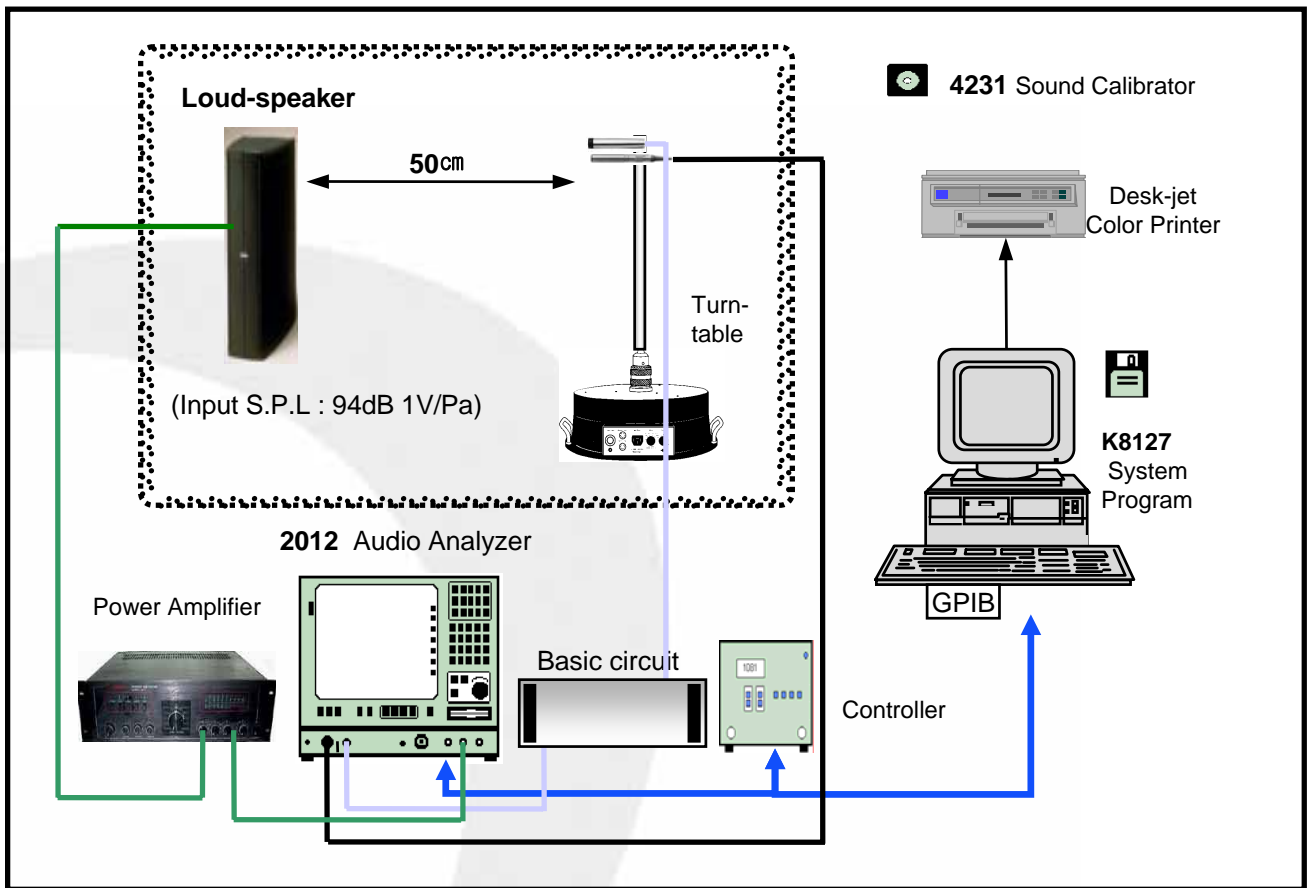 Loud-speaker
4231 Sound Calibrator
50㎝
Desk-jet
Color Printer
Turn-
table
(Input S.P.L : 94dB 1V/Pa)
K8127
System
Program
2012 Audio Analyzer
GPIB
Power Amplifier
Basic circuit
1081
Controller